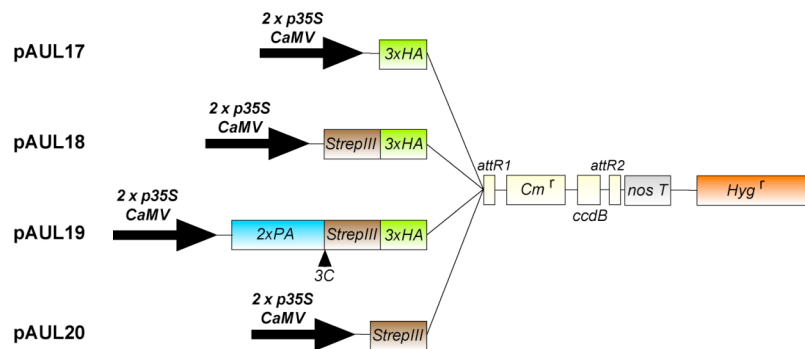 2 x p35S
CaMV
pAUL17
3xHA
2 x p35S
CaMV
pAUL18
StrepIII 3xHA
attR1 attR2
Cm r nos T Hyg r
ccdB
2 x p35S
CaMV
pAUL19
2xPA StrepIII 3xHA
3C
2 x p35S
CaMV
pAUL20
StrepIII